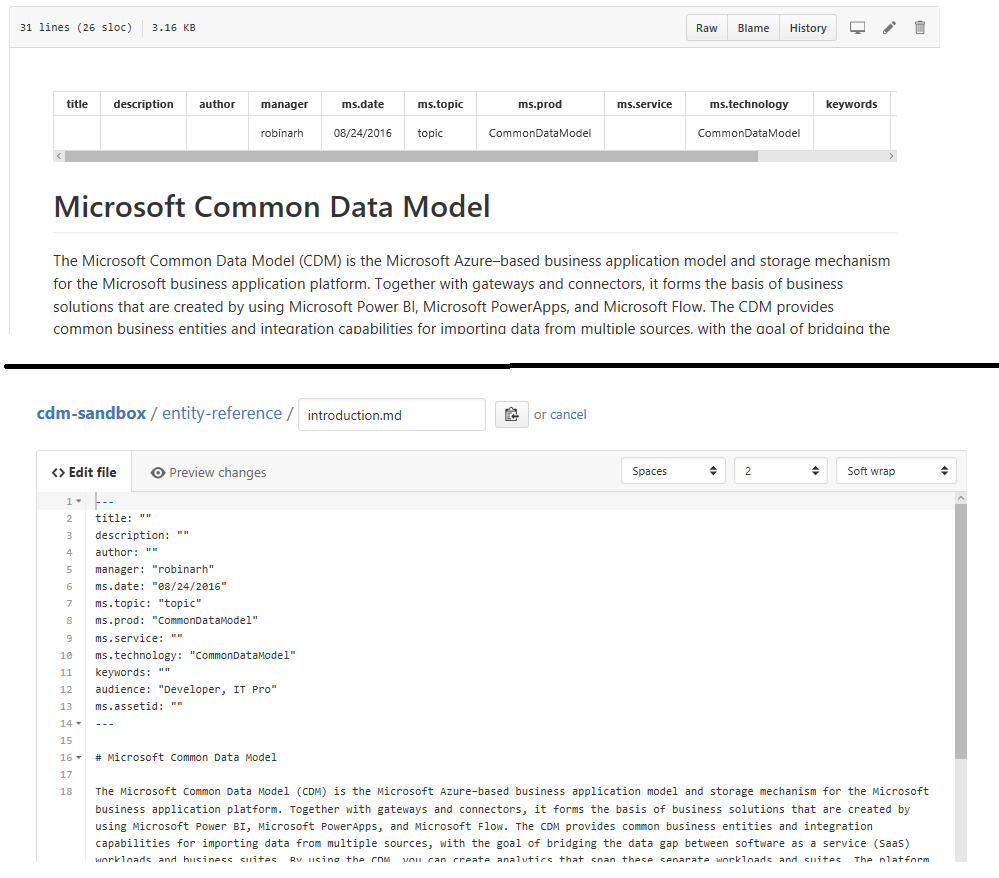 31 lines (26 sloc) 3.16 KB Raw Blame History
title description author manager ms.date ms.topic ms.prod ms.service ms.technology keywords
robinarh 08/24/2016 topic CommonDataModel CommonDataModel
Microsoft Common Data Model
The Microsoft Common Data Model (CDM) is the Microsoft Azure–based business application model and storage mechanism
for the Microsoft business application platform. Together with gateways and connectors, it forms the basis of business
solutions that are created by using Microsoft Power BI, Microsoft PowerApps, and Microsoft Flow. The CDM provides
common business entities and integration capabilities for importing data from multiple sources, with the goal of bridging the
cdm-sandbox / entity-reference / introduction.md or cancel
<> Edit file Preview changes Spaces 2 Soft wrap
1 ---
2 title: ""
3 description: ""
4 author: ""
5 manager: "robinarh"
6 ms.date: "08/24/2016"
7 ms.topic: "topic"
8 ms.prod: "CommonDataModel"
9 ms.service: ""
10 ms.technology: "CommonDataModel"
11 keywords: ""
12 audience: "Developer, IT Pro"
13 ms.assetid: ""
14 ---
15
16 # Microsoft Common Data Model
17
18 The Microsoft Common Data Model (CDM) is the Microsoft Azure–based business application model and storage mechanism for the Microsoft
business application platform. Together with gateways and connectors, it forms the basis of business solutions that are created by
using Microsoft Power BI, Microsoft PowerApps, and Microsoft Flow. The CDM provides common business entities and integration
capabilities for importing data from multiple sources, with the goal of bridging the data gap between software as a service (SaaS)
workloads and business suites. By using the CDM, you can create analytics that span these separate workloads and suites. The platform